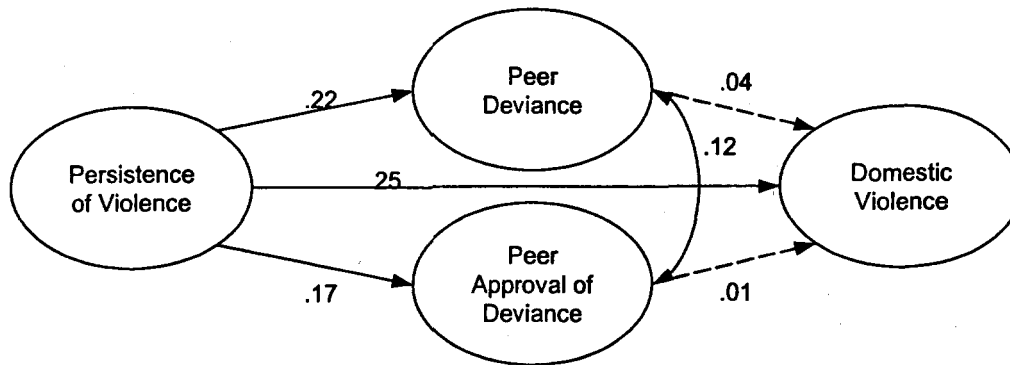 Peer
Deviance
.22
.04
.12
Persistence
of Violence
.25
Domestic
Violence
Peer
Approval of
Deviance
.17
.01